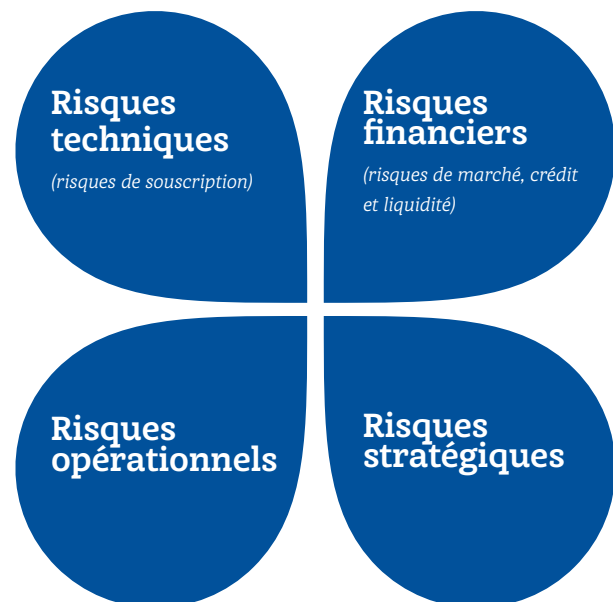 Risques
techniques
(risques de souscription)
Risques
financiers
(risques de marché, crédit
et liquidité)
Risques
opérationnels
Risques
stratégiques